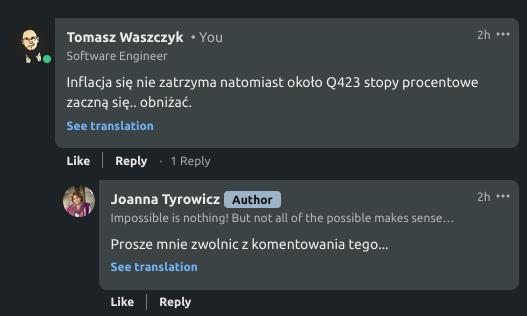 Tomasz Waszczyk • You
2h
Software Engineer
Inflacja się nie zatrzyma natomiast około Q423 stopy procentowe
zaczną się.. obniżać.
See translation
Like | Reply · 1 Reply
Joanna Tyrowicz Author
2h
Impossible is nothing! But not all of the possible makes sense…
Prosze mnie zwolnic z komentowania tego...
See translation
Like | Reply